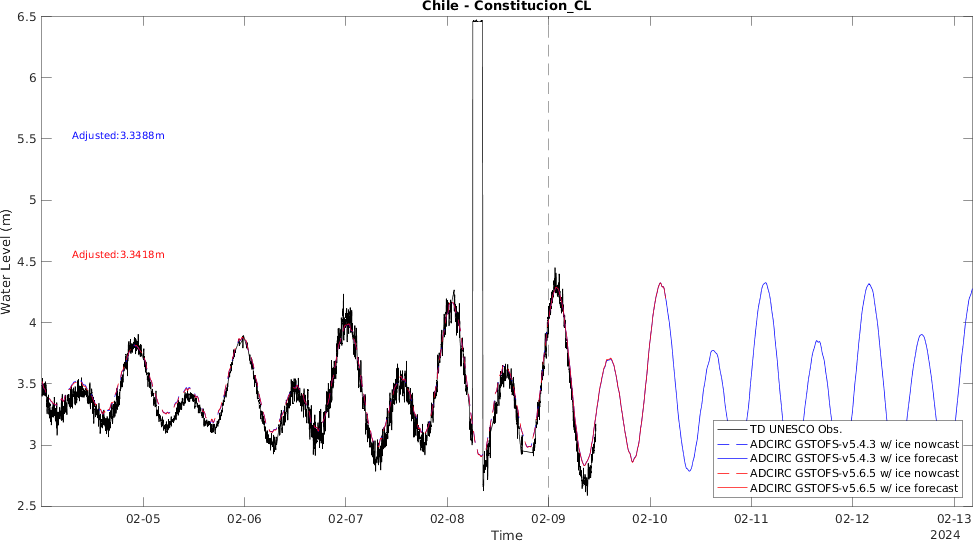 Chile - Constitucion_CL
6.5
6
5.5
5
4.5
4
3.5
3
2.5
Water Level (m)
Adjusted:3.3388m
Adjusted:3.3418m
TD UNESCO Obs.
ADCIRC GSTOFS-v5.4.3 w/ ice nowcast
ADCIRC GSTOFS-v5.4.3 w/ ice forecast
ADCIRC GSTOFS-v5.6.5 w/ ice nowcast
ADCIRC GSTOFS-v5.6.5 w/ ice forecast
02-05 02-06 02-07 02-08 02-09 02-10 02-11 02-12 02-13
Time
2024